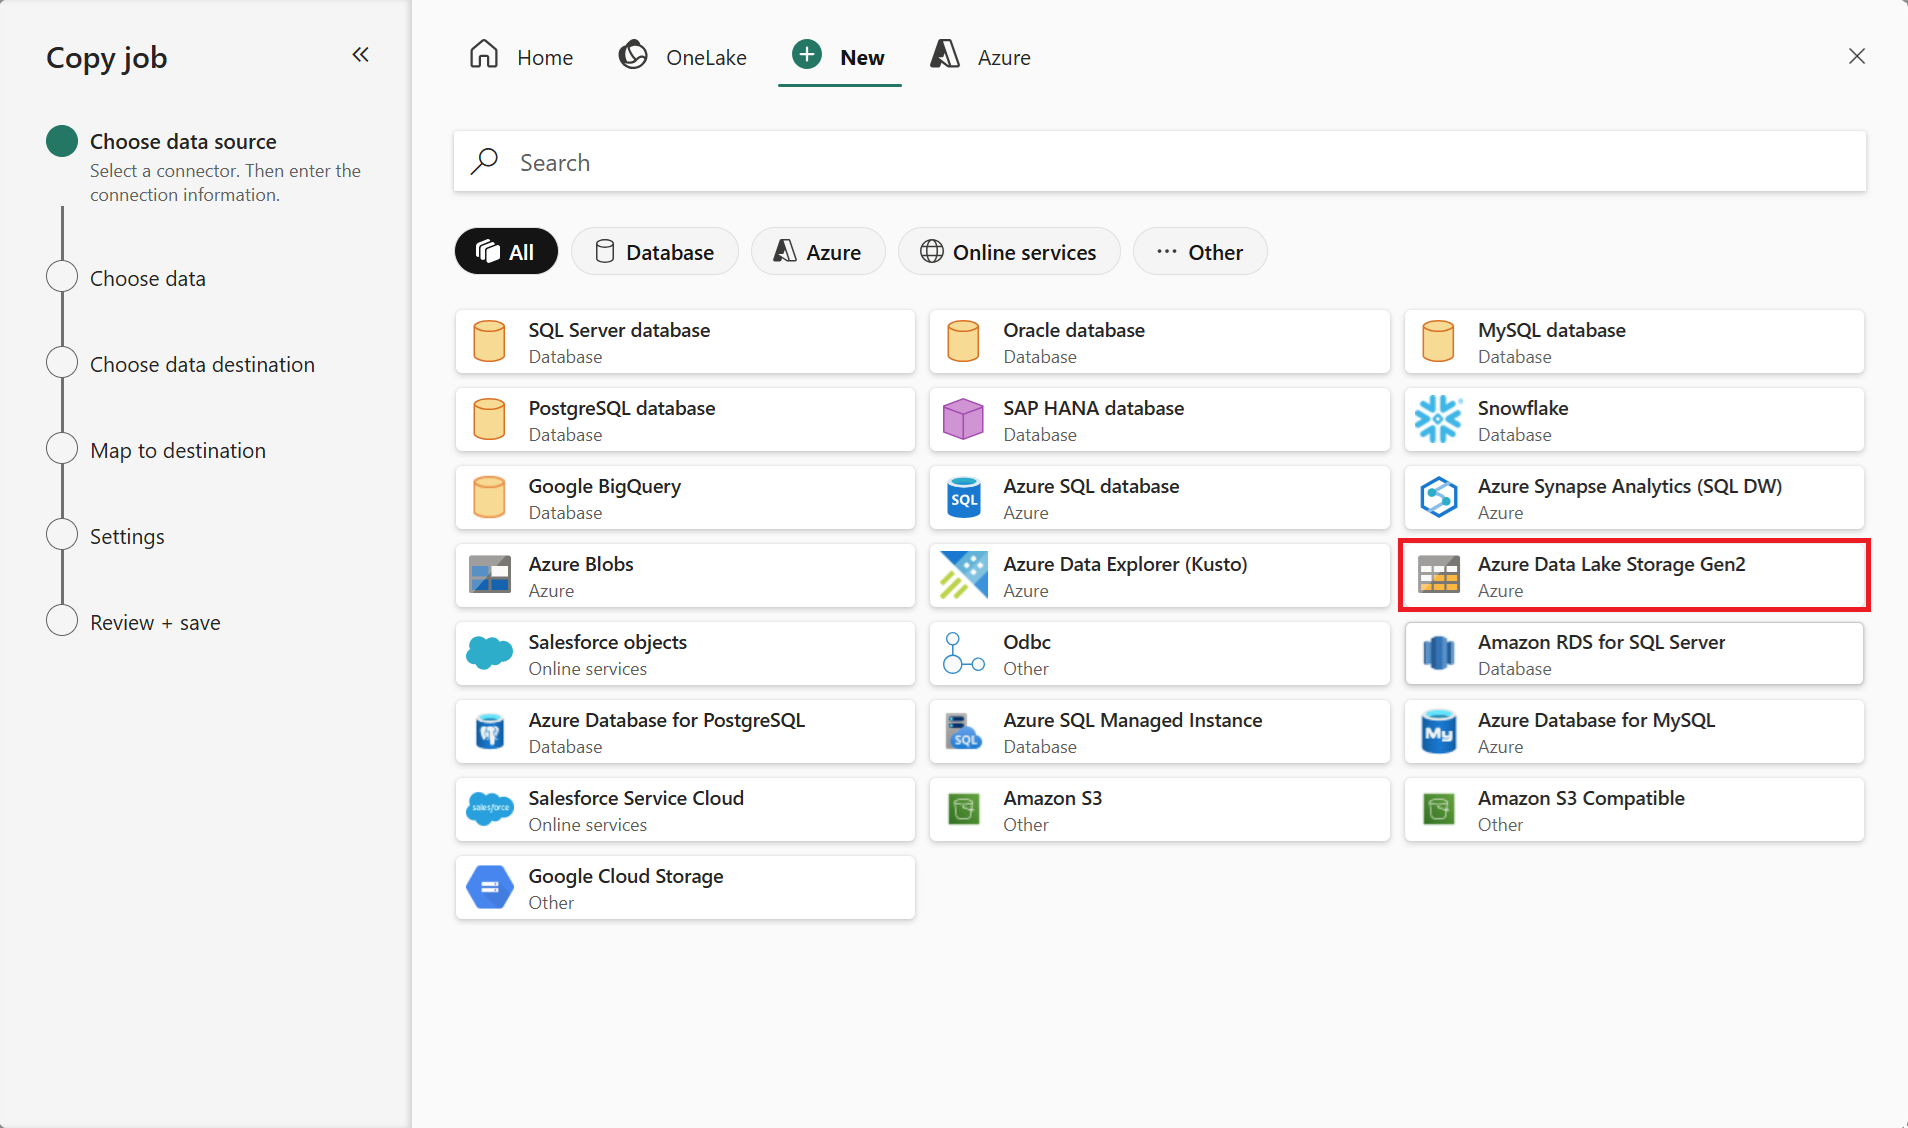 Copy job
Choose data source
Select a connector. Then enter the
connection information.
Choose data
Choose data destination
Map to destination
Settings
Review + save
Home
OneLake
New
Azure
Search
All
Database
Azure
Online services
Other
SQL Server database
Database
Oracle database
Database
MySQL database
Database
PostgreSQL database
Database
SAP HANA database
Database
Snowflake
Database
Google BigQuery
Database
SQL
Azure SQL database
Azure
Azure Synapse Analytics (SQL DW)
Azure
Azure Blobs
Azure
Azure Data Explorer (Kusto)
Azure
Azure Data Lake Storage Gen2
Azure
Salesforce objects
Online services
Odbc
Other
Amazon RDS for SQL Server
Database
Azure Database for PostgreSQL
Database
SQL
Azure SQL Managed Instance
Database
My
Azure Database for MySQL
Azure
salesforce
Salesforce Service Cloud
Online services
Amazon S3
Other
Amazon S3 Compatible
Other
Google Cloud Storage
Other